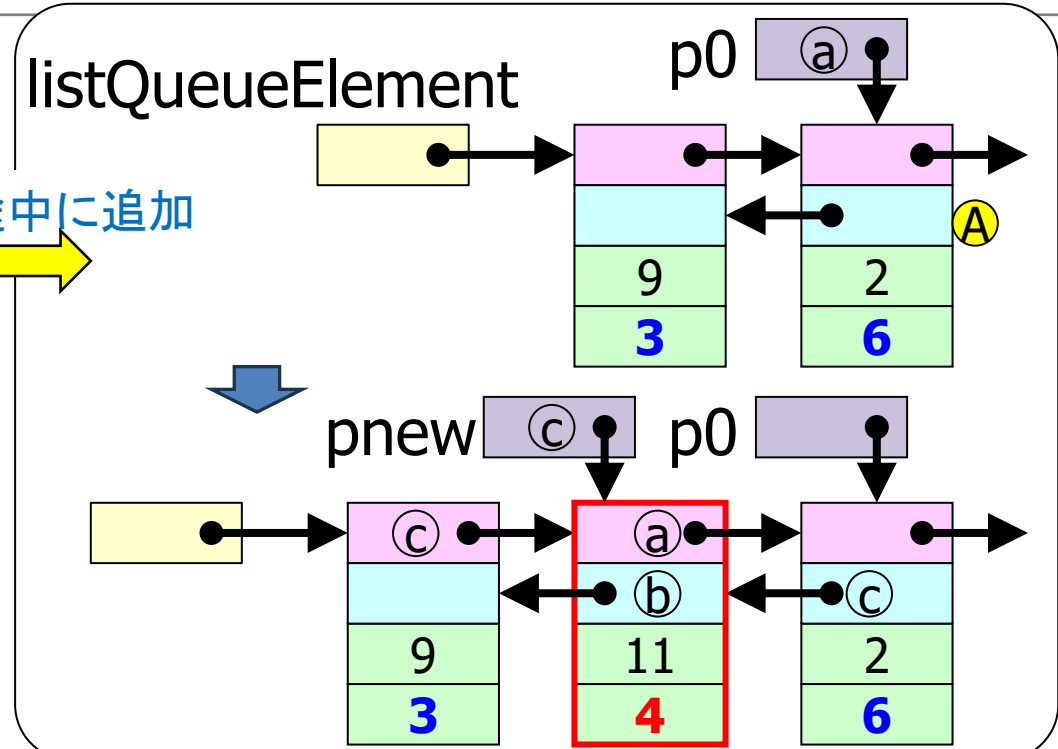 p0 ⓐ
listQueueElement
中に追加
Ⓐ
9 2
3 6
pnew ⓒ p0
ⓒ ⓐ
ⓑ ⓒ
9 11 2
3 4 6